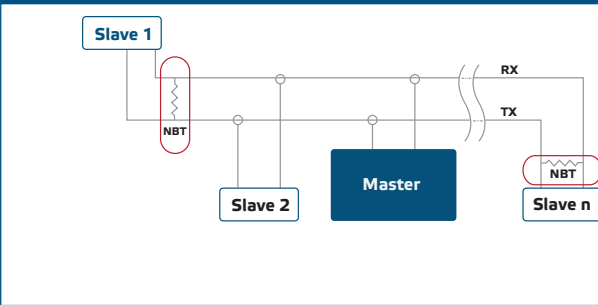 Slave 1
RX
NBT
TX
NBT
Master
Slave 2
Slave n